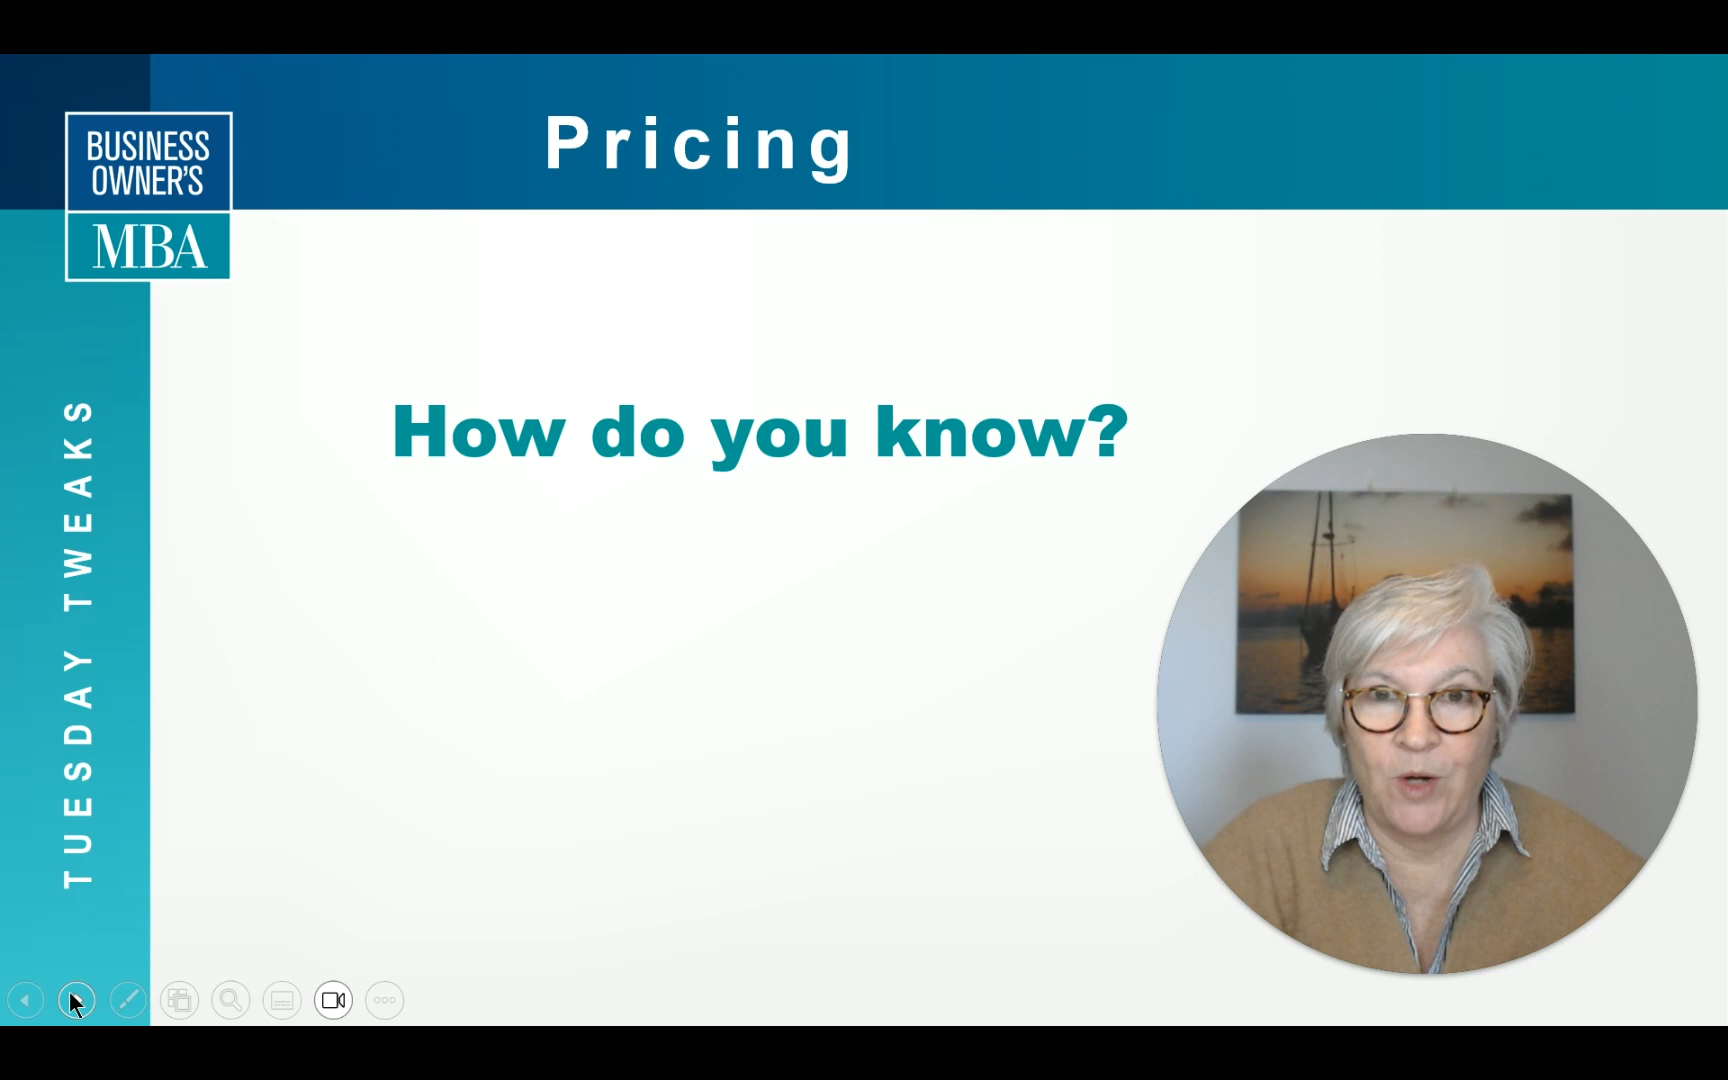 Pricing
BUSINESS
OWNER'S
MBA
How do you know?
TUESDAY TWEAKS